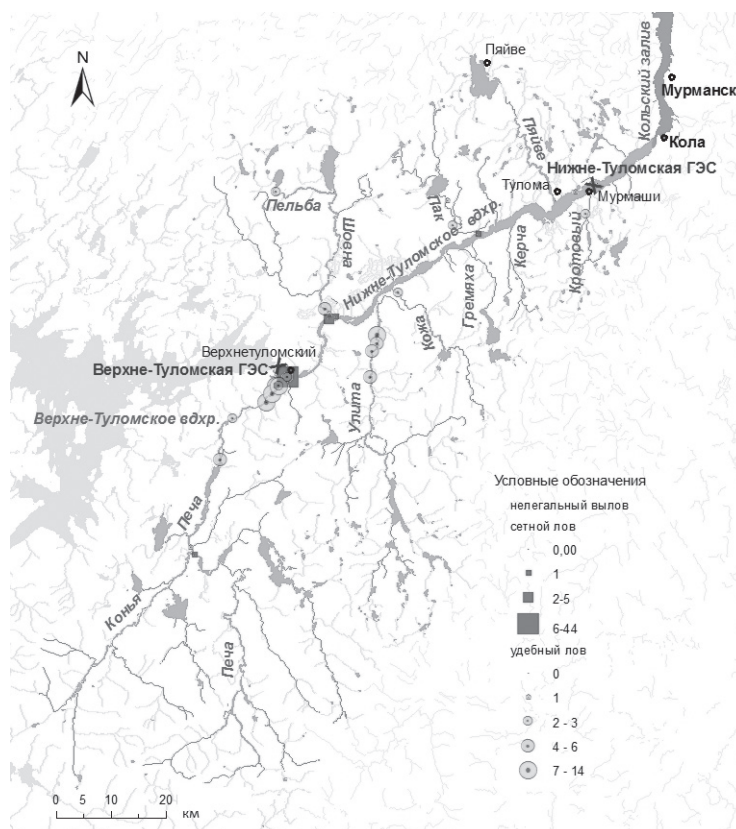 N
Пяйве
Кольский залив
Мурманск
Кола
Пяйве
Нижне-Туломская ГЭС
Тулома
Мурмаши
Пельба
Шовна
Пак
Нижне-Туломское вдхр.
Керча
Кротовый
Гремяха
Кожа
Верхнетуломский
Верхне-Туломская ГЭС
Улита
Верхне-Туломское вдхр.
Печа
Конья
Печа
Условные обозначения
нелегальный вылов
сетной лов
0,00
1
2-5
6-44
удебный лов
0
1
2 - 3
4 - 6
7 - 14
0 5 10 20
км